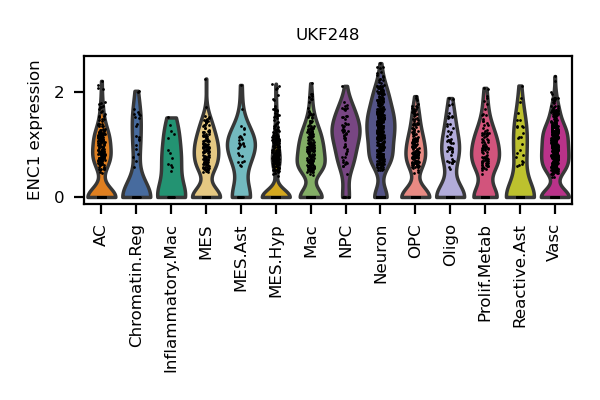 UKF248
ENC1 expression
2
0
AC
Chromatin.Reg
Inflammatory.Mac
MES
MES.Ast
MES.Hyp
Mac
NPC
Neuron
OPC
Oligo
Prolif.Metab
Reactive.Ast
Vasc